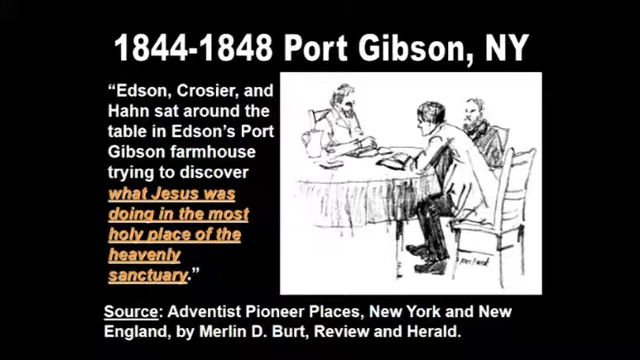 1844-1848 Port Gibson, NY
“Edson, Crosier, and
Hahn sat around the
table in Edson’s Port
Gibson farmhouse
trying to discover
what Jesus was
doing in the most
holy place of the
heavenly
sanctuary.”
Source: Adventist Pioneer Places, New York and New
England, by Merlin D. Burt, Review and Herald.